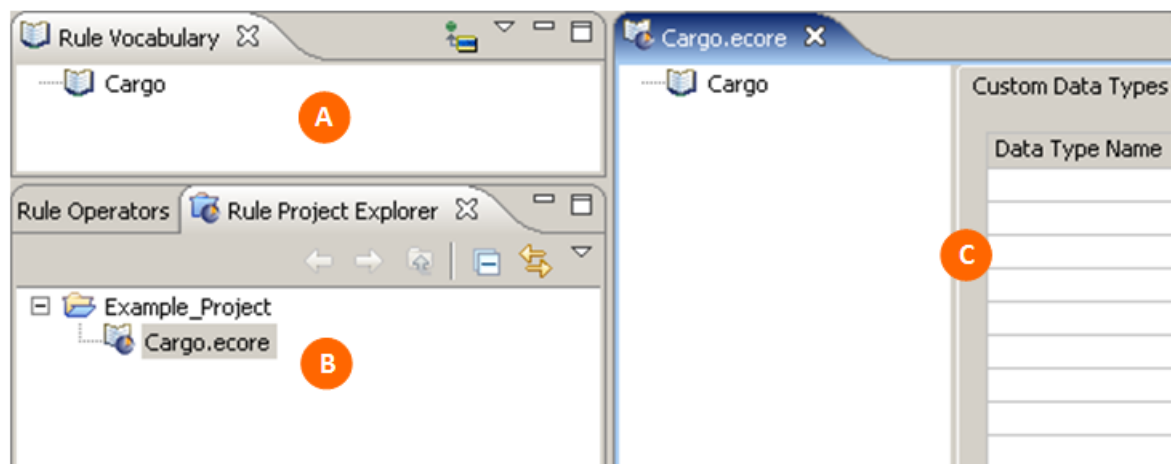 Rule Vocabulary
Cargo
A
Rule Operators
Rule Project Explorer
Example_Project
Cargo.ecore
B
Cargo.ecore
Cargo
Custom Data Types
Data Type Name
C